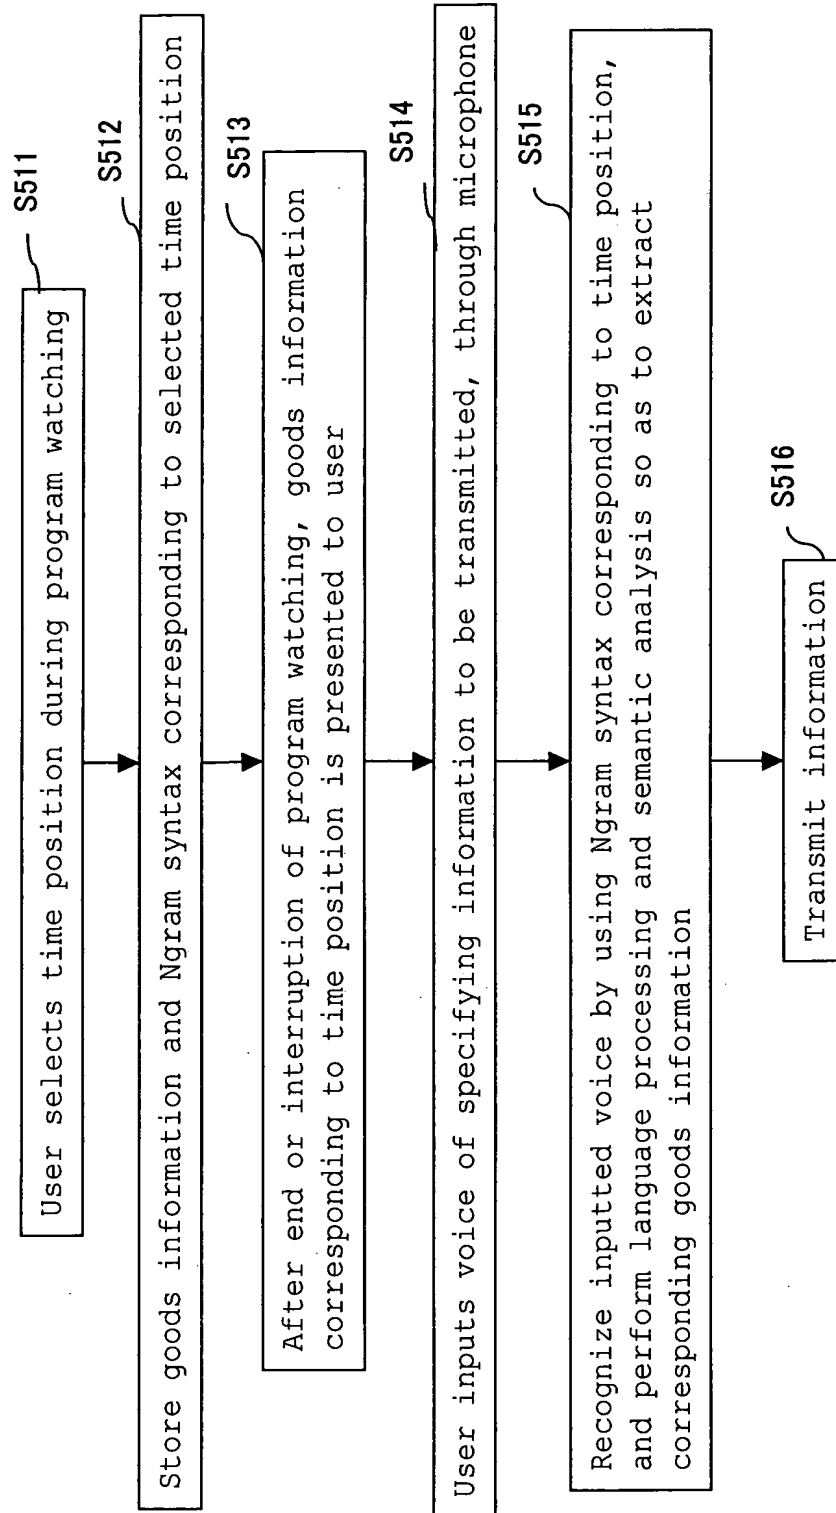 S511
User selects time position during program watching
S512
Store goods information and Ngram syntax corresponding to selected time position
S513
After end or interruption of program watching, goods information
corresponding to time position is presented to user
S514
User inputs voice of specifying information to be transmitted, through microphone
S515
Recognize inputted voice by using Ngram syntax corresponding to time position,
and perform language processing and semantic analysis so as to extract
corresponding goods information
S516
Transmit information